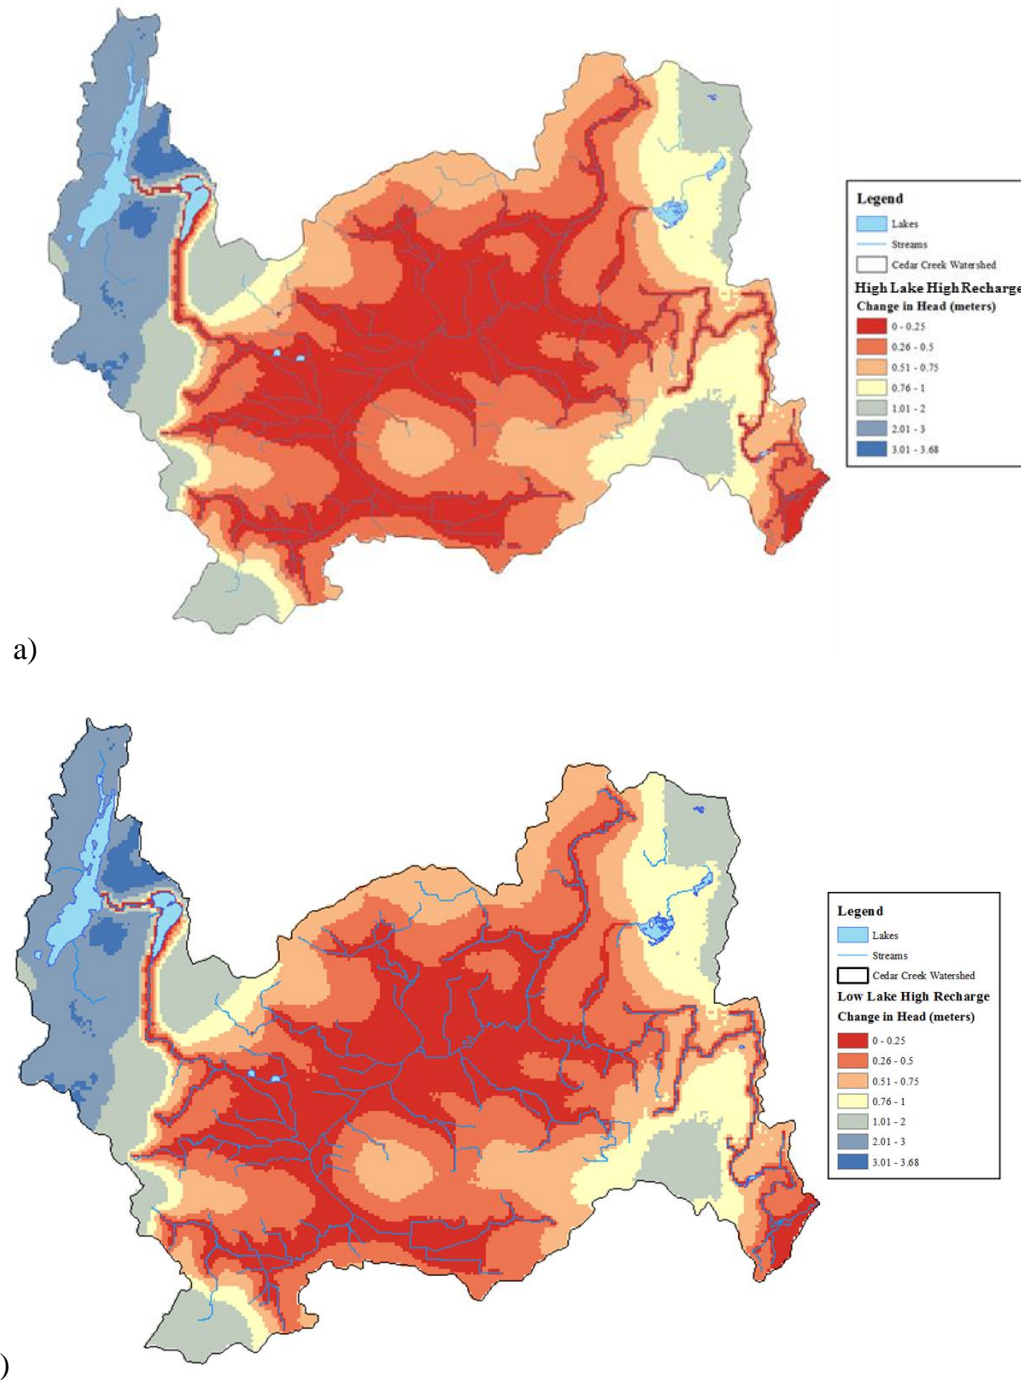 Legend
Lakes
Streams
Cedar Creek Watershed
High Lake High Recharge
Change in Head (meters)
0 - 0.25
0.26 - 0.5
0.51 - 0.75
0.76 - 1
1.01 - 2
2.01 - 3
3.01 - 3.68
a)
Legend
Lakes
Streams
Cedar Creek Watershed
Low Lake High Recharge
Change in Head (meters)
0 - 0.25
0.26 - 0.5
0.51 - 0.75
0.76 - 1
1.01 - 2
2.01 - 3
3.01 - 3.68
)